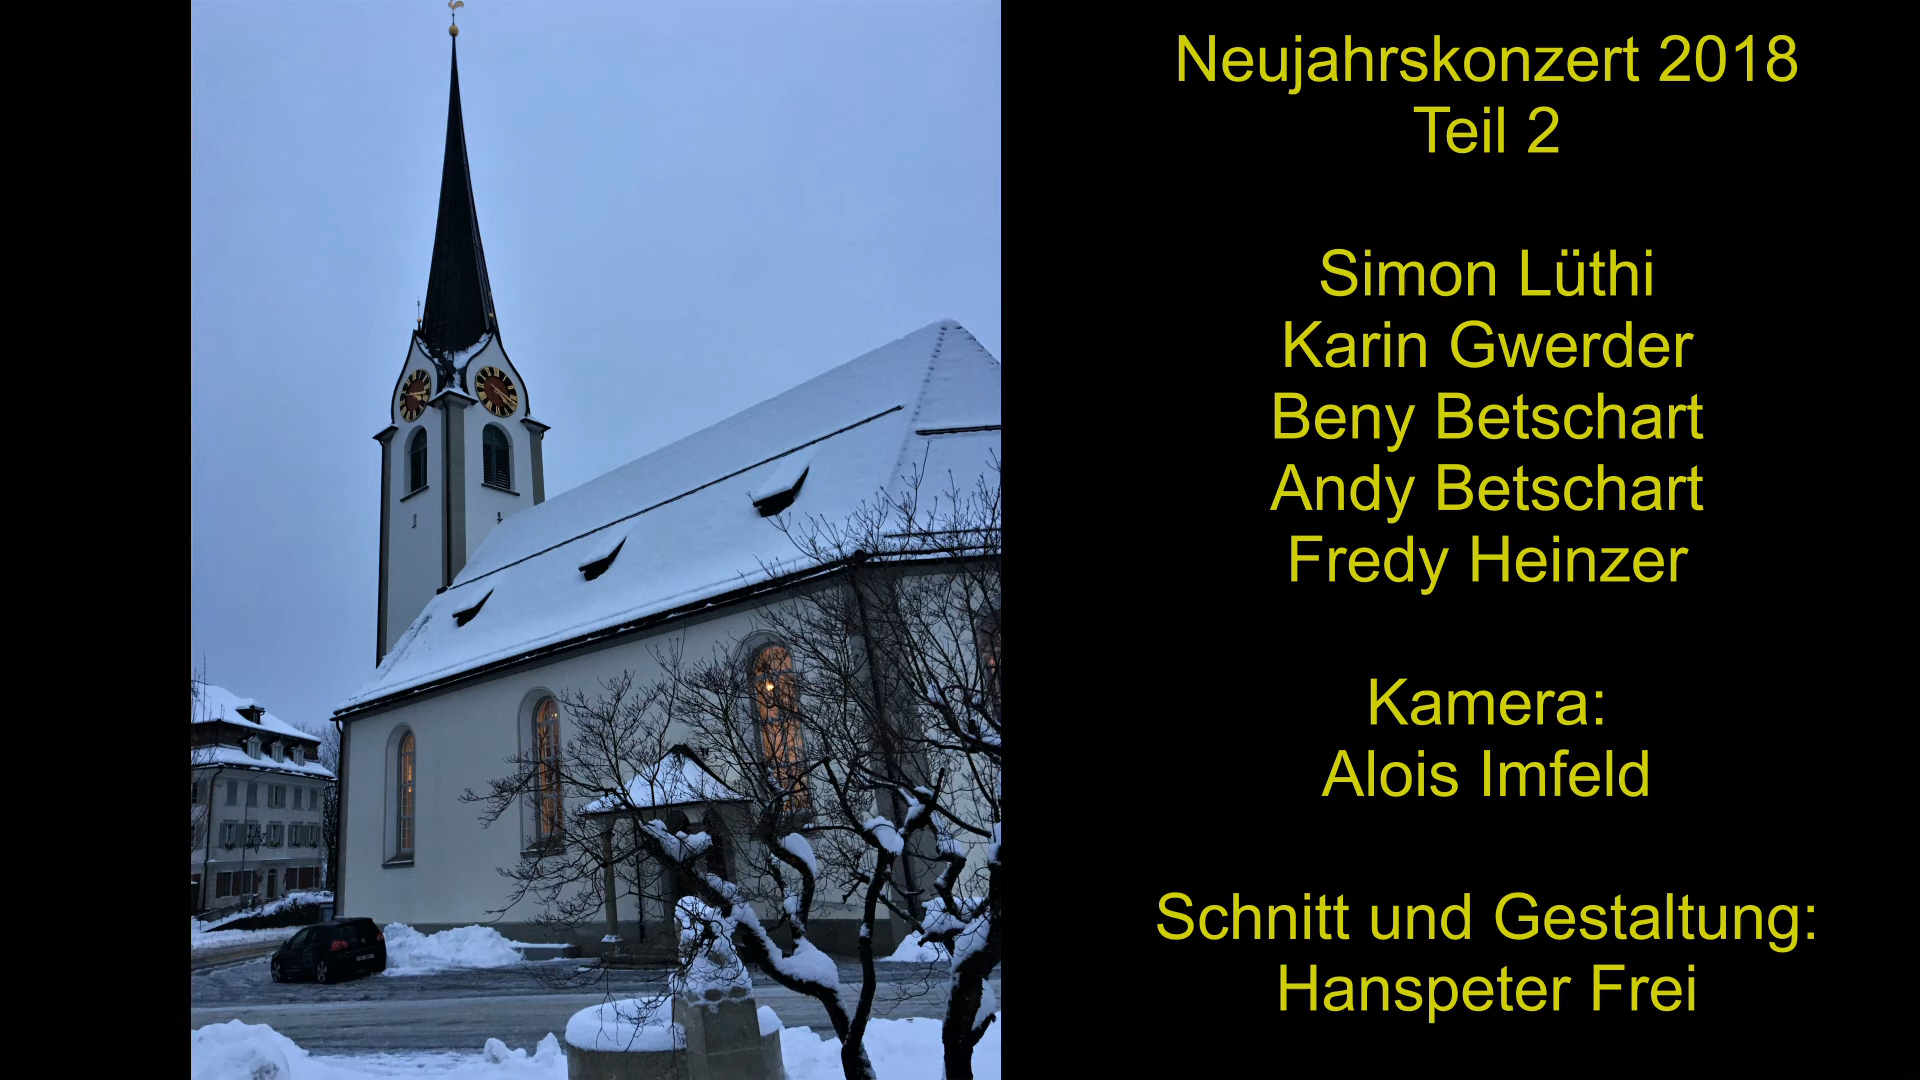 Neujahrskonzert 2018
Teil 2
Simon Lüthi
Karin Gwerder
Beny Betschart
Andy Betschart
Fredy Heinzer
Kamera:
Alois Imfeld
Schnitt und Gestaltung:
Hanspeter Frei